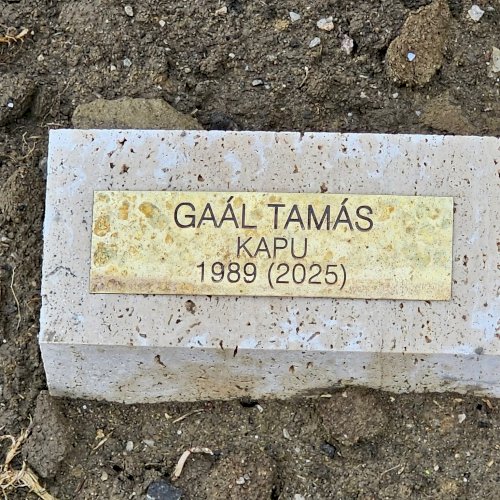 GAÁL TAMÁS
KAPU
1989 (2025)